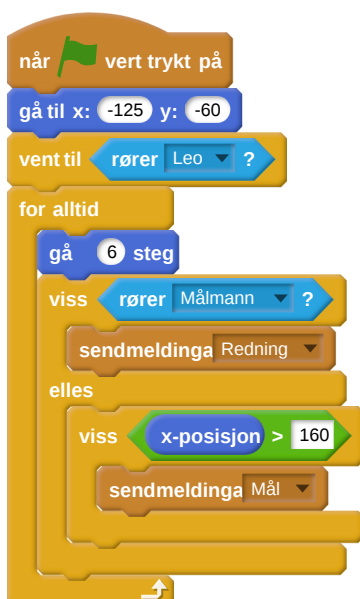 når vert trykt på
gå til x: -125 y: -60
vent til rører Leo ?
for alltid
gå 6 steg
viss rører Målmann ?
sendmeldinga Redning
elles
viss x-posisjon > 160
sendmeldinga Mål